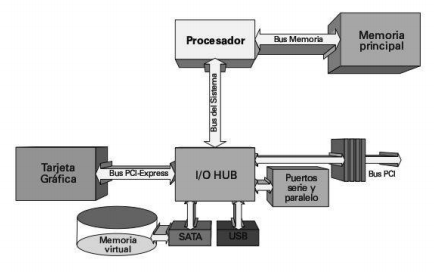 Procesador
Bus Memoria
Memoria
principal
Bus del Sistema
Tarjeta
Gráfica
Bus PCI-Express
I/O HUB
Bus PCI
Puertos
serie y
paralelo
Memoria
virtual
SATA
USB